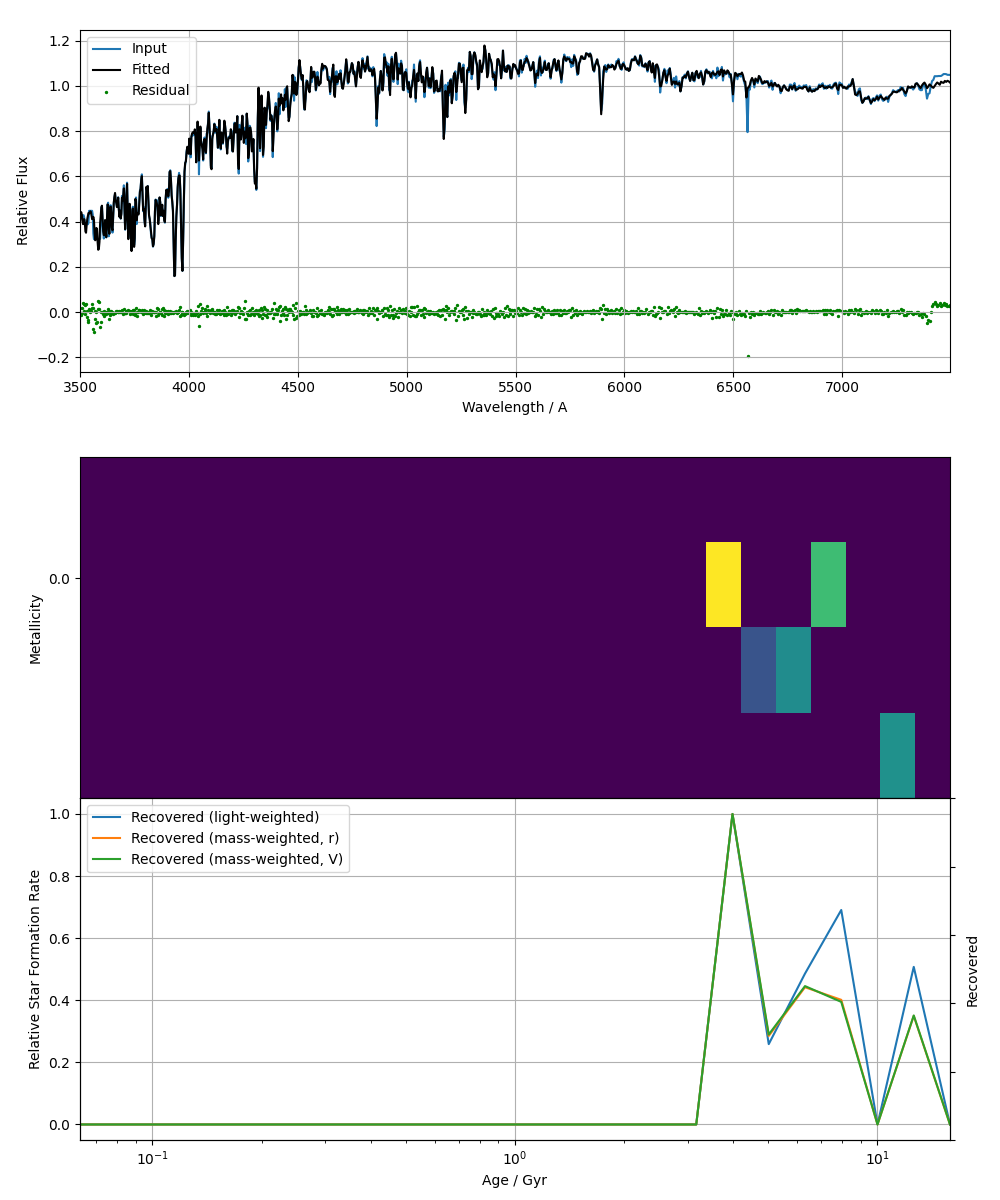 1.2
1.0
0.8
0.6
0.4
0.2
0.0
−0.2
Relative Flux
Input
Fitted
Residual
3500 4000 4500 5000 5500 6000 6500 7000
Wavelength / A
0.0
Metallicity
1.0
0.8
0.6
0.4
0.2
0.0
Relative Star Formation Rate
Recovered (light-weighted)
Recovered (mass-weighted, r)
Recovered (mass-weighted, V)
Recovered
10⁻¹ 10⁰ 10¹
Age / Gyr